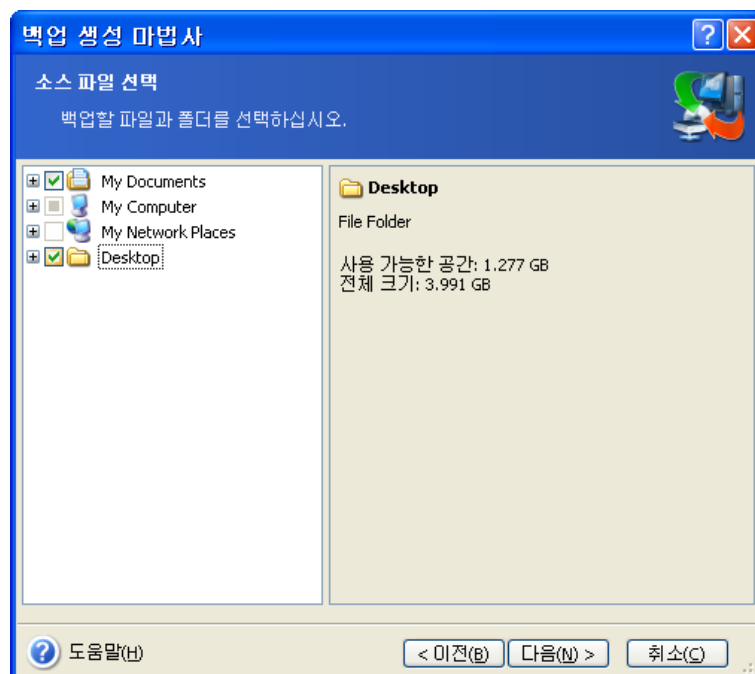 백업 생성 마법사
소스 파일 선택
백업할 파일과 폴더를 선택하십시오.
My Documents
My Computer
My Network Places
Desktop
Desktop
File Folder
사용 가능한 공간: 1.277 GB
전체 크기: 3.991 GB
도움말(H)
< 이전(B)
다음(N) >
취소(C)